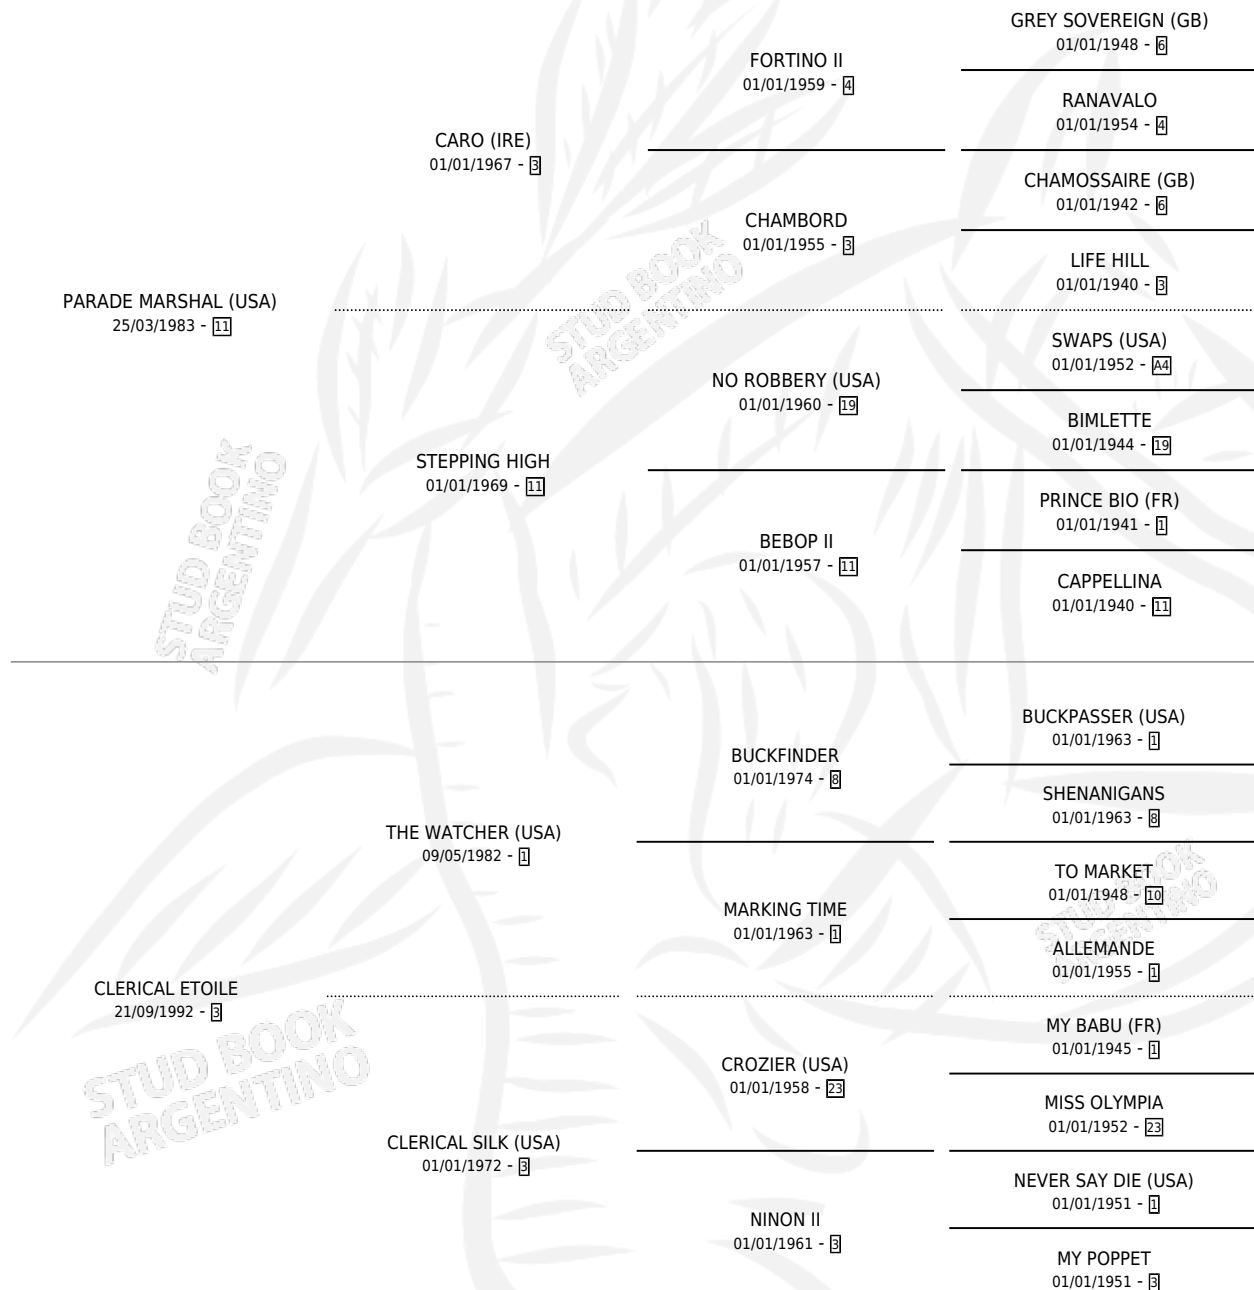 GREY SOVEREIGN (GB)
01/01/1948 - 6
FORTINO II
01/01/1959 - 4
RANAVALO
01/01/1954 - 4
CARO (IRE)
01/01/1967 - 3
CHAMOSSAIRE (GB)
01/01/1942 - 6
CHAMBORD
01/01/1955 - 3
LIFE HILL
01/01/1940 - 3
PARADE MARSHAL (USA)
25/03/1983 - 11
SWAPS (USA)
01/01/1952 - A4
NO ROBBERY (USA)
01/01/1960 - 19
BIMLETTE
01/01/1944 - 19
STEPPING HIGH
01/01/1969 - 11
PRINCE BIO (FR)
01/01/1941 - 1
BEBOP II
01/01/1957 - 11
CAPPELLINA
01/01/1940 - 11
BUCKPASSER (USA)
01/01/1963 - 1
BUCKFINDER
01/01/1974 - 8
SHENANIGANS
01/01/1963 - 8
THE WATCHER (USA)
09/05/1982 - 1
TO MARKET
01/01/1948 - 10
MARKING TIME
01/01/1963 - 1
ALLEMANDE
01/01/1955 - 1
CLERICAL ETOILE
21/09/1992 - 3
MY BABU (FR)
01/01/1945 - 1
CROZIER (USA)
01/01/1958 - 23
MISS OLYMPIA
01/01/1952 - 23
CLERICAL SILK (USA)
01/01/1972 - 3
NEVER SAY DIE (USA)
01/01/1951 - 1
NINON II
01/01/1961 - 3
MY POPPET
01/01/1951 - 3
STUD BOOK
ARGENTINO
STUD BOOK
ARGENTINO
STUD BOOK
ARGENTINO
STUD BOOK
ARGENTINO